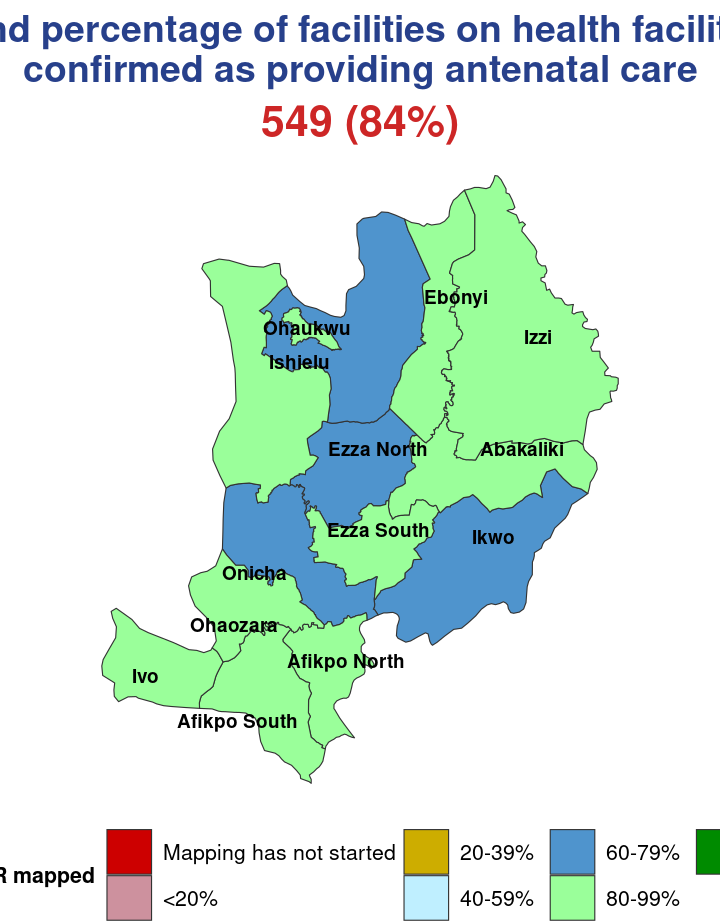 percentage of facilities on health
confirmed as providing antenatal care
549 (84%)
Ebonyi
Ohaukwu
Izzi
Ishielu
Ezza North
Abakaliki
Ezza South
Ikwo
Onicha
Ohaozara
Afikpo North
Ivo
Afikpo South
Mapping has not started
20-39%
60-79%
mapped
<20%
40-59%
80-99%